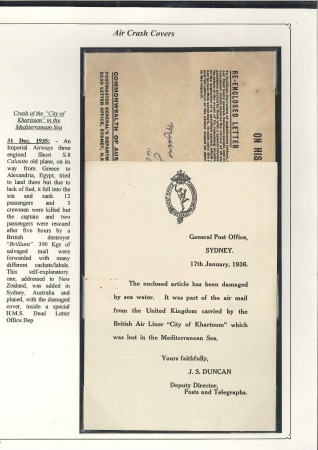 Air Crash Covers
Crash of the "City of
Khartoum" in the
Mediterranean Sea
31 Dec. 1935: - An
Imperial Airways three
engined Short S.8
Calcutta old plane, on its
way from Greece to
Alexandria, Egypt, tried
to land there but due to
lack of fuel, it fell into the
sea and sank 12
passengers and 3
crewmen were killed but
the captain and two
passengers were rescued
after five hours by a
British destroyer
"Brilliant". 390 Kgs of
salvaged mail were
forwarded with many
different cachets/labels.
This self-explanatory
one, addressed to New
Zealand, was added in
Sydney, Australia and
placed, with the damaged
cover, inside a special
H.M.S. Dead Letter
Office Dep.
COMMONWEALTH OF AUS
POSTMASTER-GENERAL'S DEPARTM
DEAD LETTER OFFICE, SYDNEY, N.S.
RE-ENCLOSED LETTER
ON HIS
General Post Office,
SYDNEY.
17th January, 1936.
The enclosed article has been damaged
by sea water. It was part of the air mail
from the United Kingdom carried by the
British Air Liner "City of Khartoum" which
was lost in the Mediterranean Sea.
Yours faithfully,
J. S. DUNCAN
Deputy Director,
Posts and Telegraphs.